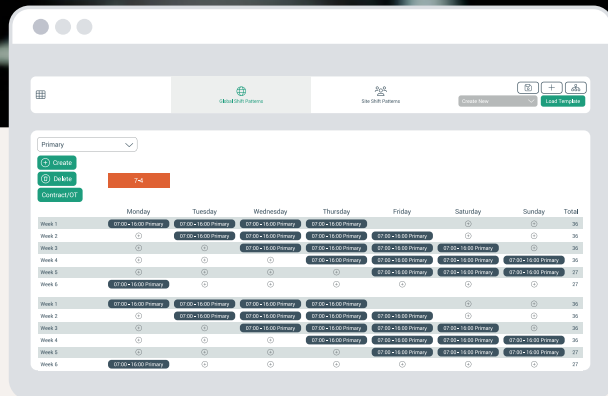 Global Shift Patterns
Site Shift Patterns
Create New
Load Template
Primary
Create
Delete
7-4
Contract/OT
Monday Tuesday Wednesday Thursday Friday Saturday Sunday Total
Week 1 07:00 - 16:00 Primary 07:00 - 16:00 Primary 07:00 - 16:00 Primary 07:00 - 16:00 Primary 36
Week 2 07:00 - 16:00 Primary 07:00 - 16:00 Primary 07:00 - 16:00 Primary 07:00 - 16:00 Primary 36
Week 3 07:00 - 16:00 Primary 07:00 - 16:00 Primary 07:00 - 16:00 Primary 07:00 - 16:00 Primary 36
Week 4 07:00 - 16:00 Primary 07:00 - 16:00 Primary 07:00 - 16:00 Primary 07:00 - 16:00 Primary 36
Week 5 07:00 - 16:00 Primary 07:00 - 16:00 Primary 07:00 - 16:00 Primary 27
Week 6 07:00 - 16:00 Primary 27
Week 1 07:00 - 16:00 Primary 07:00 - 16:00 Primary 07:00 - 16:00 Primary 07:00 - 16:00 Primary 36
Week 2 07:00 - 16:00 Primary 07:00 - 16:00 Primary 07:00 - 16:00 Primary 07:00 - 16:00 Primary 36
Week 3 07:00 - 16:00 Primary 07:00 - 16:00 Primary 07:00 - 16:00 Primary 07:00 - 16:00 Primary 36
Week 4 07:00 - 16:00 Primary 07:00 - 16:00 Primary 07:00 - 16:00 Primary 07:00 - 16:00 Primary 36
Week 5 07:00 - 16:00 Primary 07:00 - 16:00 Primary 07:00 - 16:00 Primary 27
Week 6 07:00 - 16:00 Primary 27